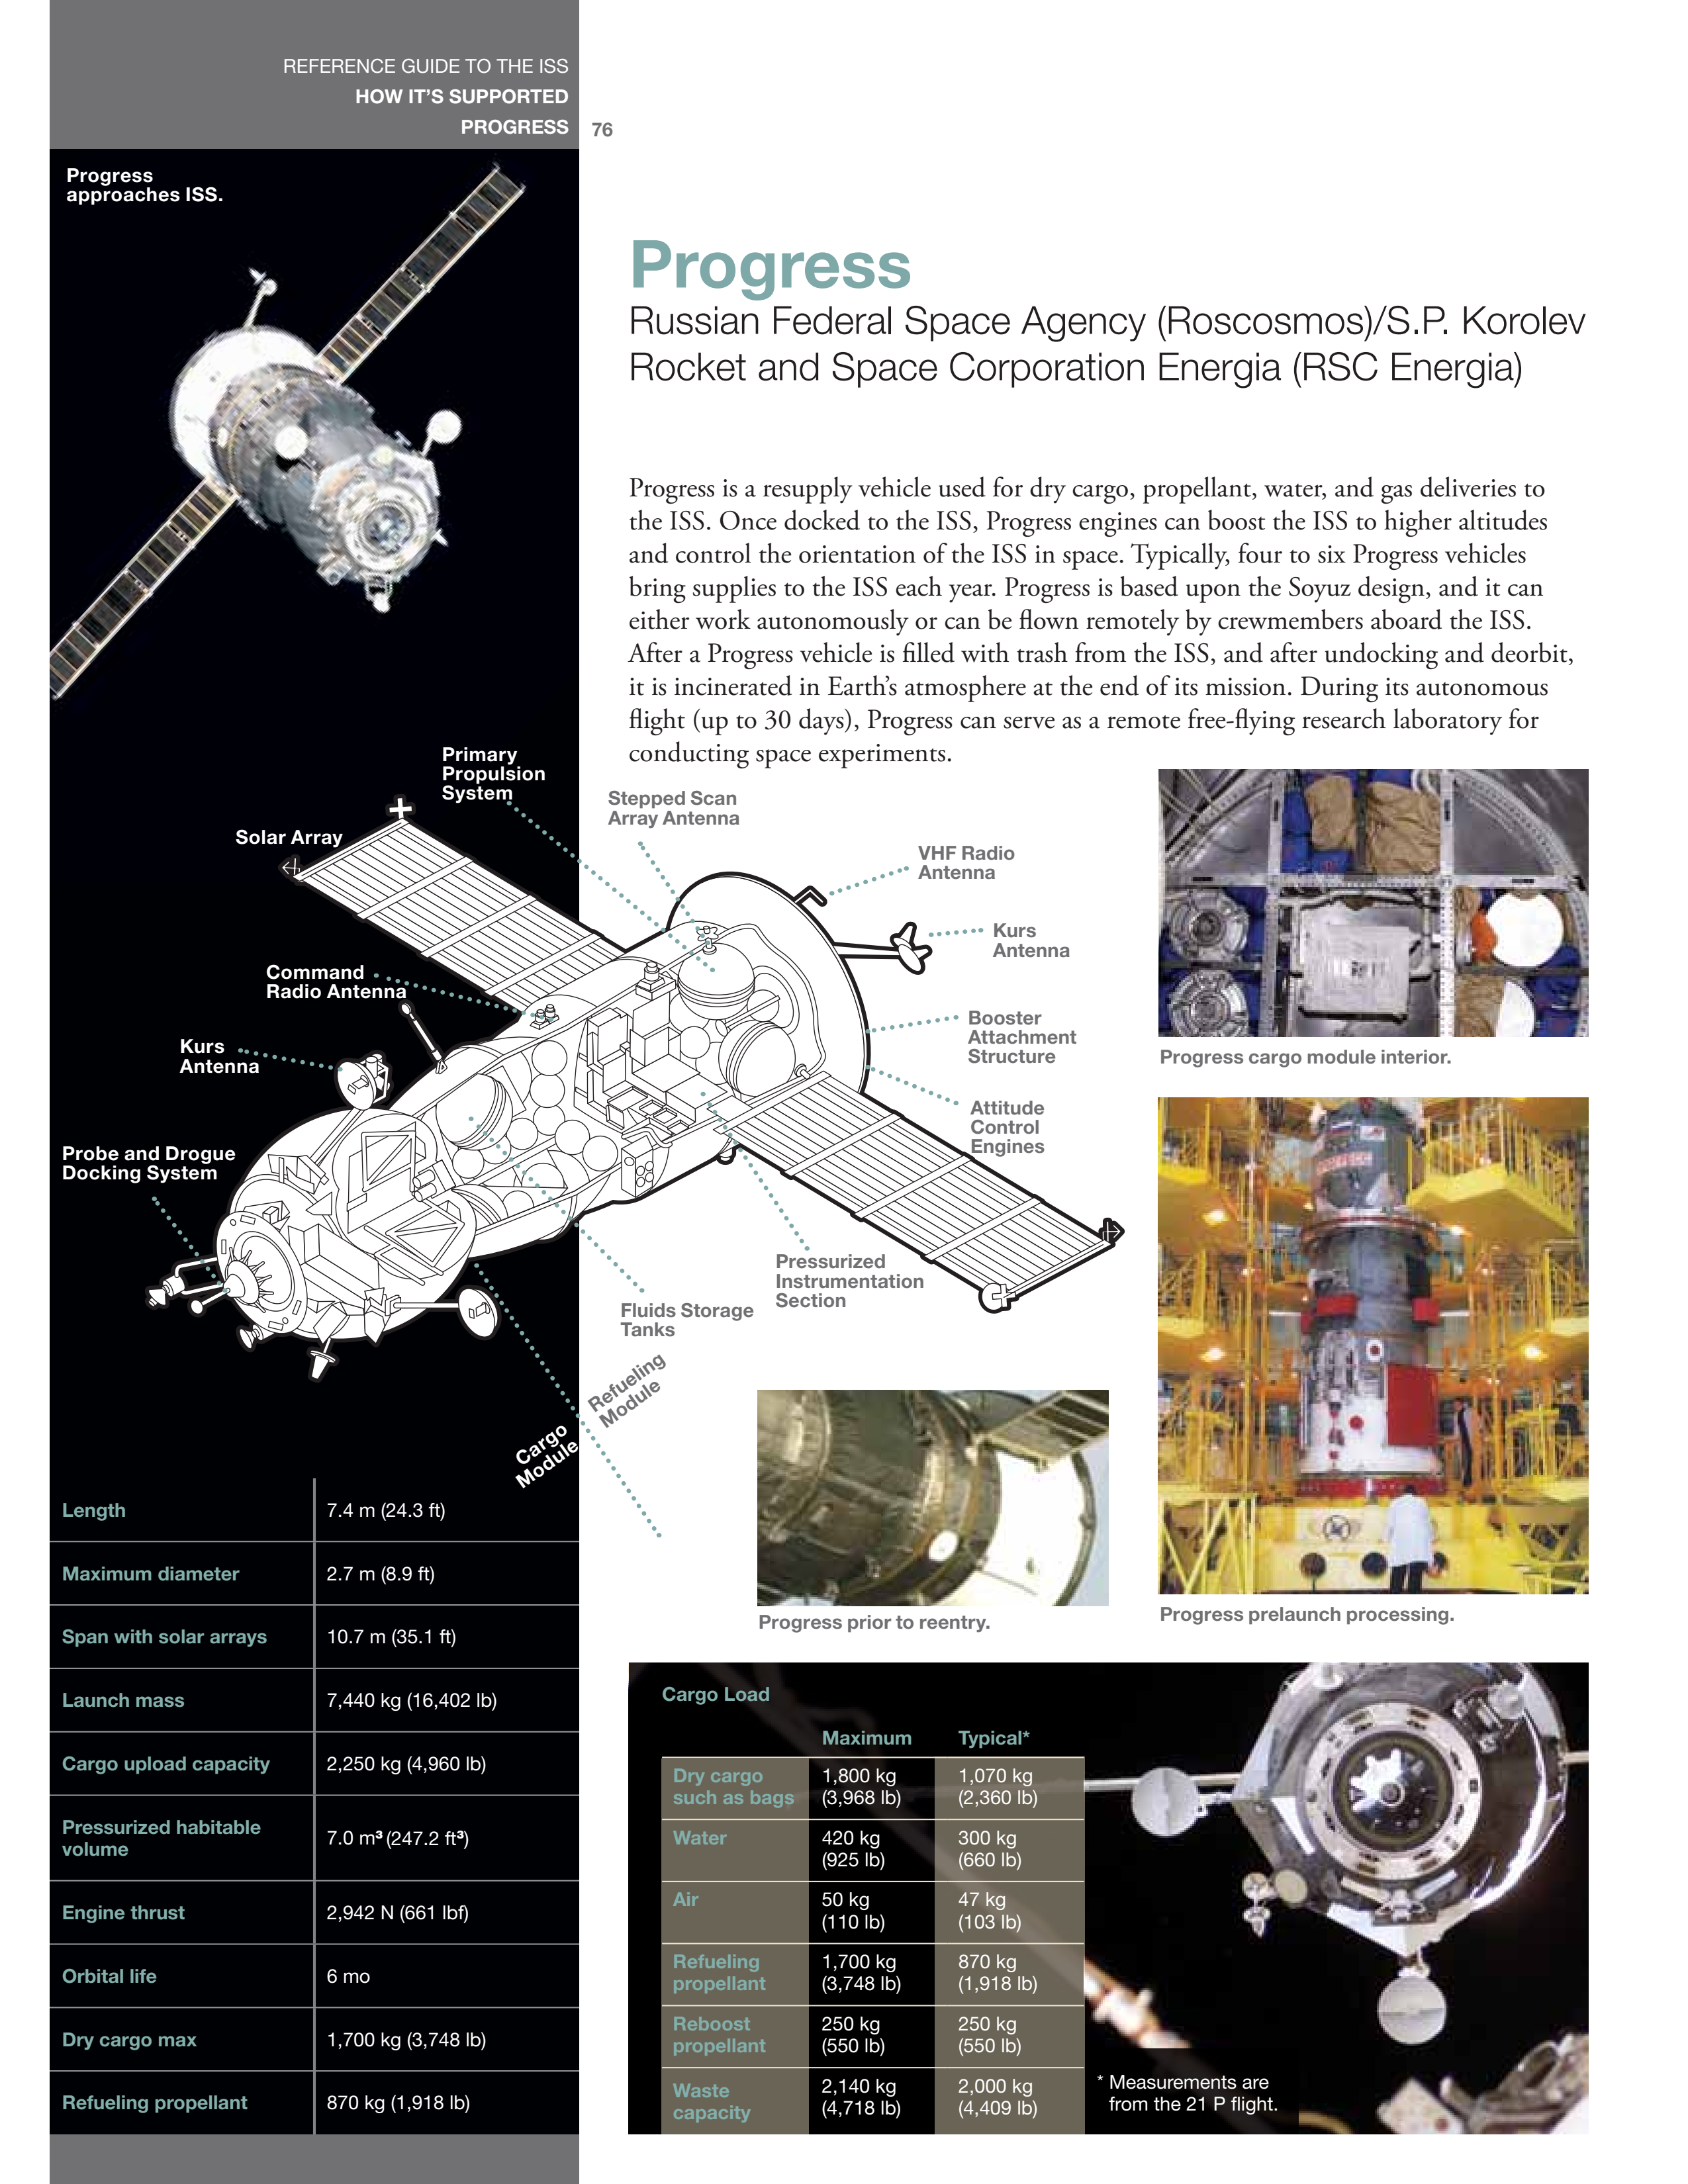 REFERENCE GUIDE TO THE ISS
HOW IT'S SUPPORTED
PROGRESS
76
Progress
approaches ISS.
Progress
Russian Federal Space Agency (Roscosmos)/S.P. Korolev
Rocket and Space Corporation Energia (RSC Energia)
Progress is a resupply vehicle used for dry cargo, propellant, water, and gas deliveries to
the ISS. Once docked to the ISS, Progress engines can boost the ISS to higher altitudes
and control the orientation of the ISS in space. Typically, four to six Progress vehicles
bring supplies to the ISS each year. Progress is based upon the Soyuz design, and it can
either work autonomously or can be flown remotely by crewmembers aboard the ISS.
After a Progress vehicle is filled with trash from the ISS, and after undocking and deorbit,
it is incinerated in Earth's atmosphere at the end of its mission. During its autonomous
flight (up to 30 days), Progress can serve as a remote free-flying research laboratory for
conducting space experiments.
Primary
Propulsion
System
Stepped Scan
Array Antenna
Solar Array
VHF Radio
Antenna
Kurs
Antenna
Command
Radio Antenna
Booster
Attachment
Structure
Kurs
Antenna
Attitude
Control
Engines
Probe and Drogue
Docking System
Pressurized
Instrumentation
Section
Fluids Storage
Tanks
Refueling
Module
Cargo
Module
Progress cargo module interior.
Progress prior to reentry.
Progress prelaunch processing.
Length 7.4 m (24.3 ft)
Maximum diameter 2.7 m (8.9 ft)
Span with solar arrays 10.7 m (35.1 ft)
Launch mass 7,440 kg (16,402 lb)
Cargo upload capacity 2,250 kg (4,960 lb)
Pressurized habitable
volume 7.0 m³ (247.2 ft³)
Engine thrust 2,942 N (661 lbf)
Orbital life 6 mo
Dry cargo max 1,700 kg (3,748 lb)
Refueling propellant 870 kg (1,918 lb)
Cargo Load
Maximum Typical*
Dry cargo 1,800 kg 1,070 kg
such as bags (3,968 lb) (2,360 lb)
Water 420 kg 300 kg
(925 lb) (660 lb)
Air 50 kg 47 kg
(110 lb) (103 lb)
Refueling 1,700 kg 870 kg
propellant (3,748 lb) (1,918 lb)
Reboost 250 kg 250 kg
propellant (550 lb) (550 lb)
Waste 2,140 kg 2,000 kg
capacity (4,718 lb) (4,409 lb)
* Measurements are
from the 21 P flight.